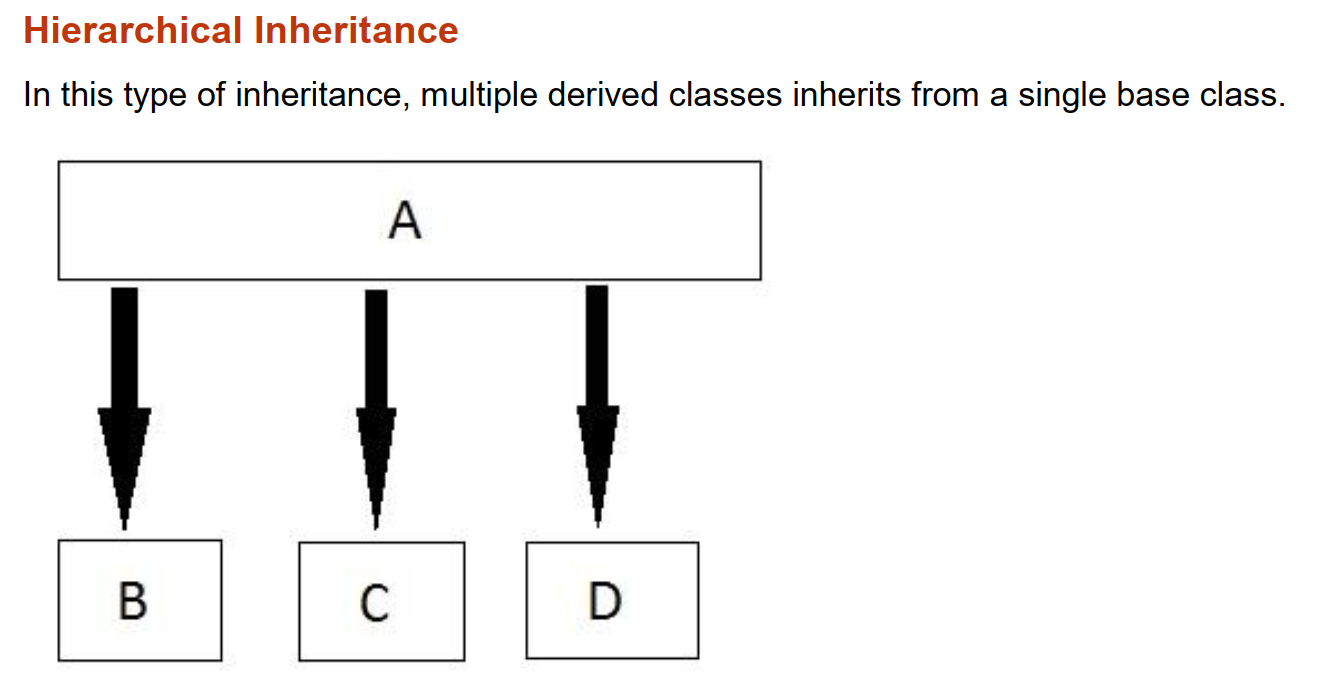 Hierarchical Inheritance
In this type of inheritance, multiple derived classes inherits from a single base class.
A
B C D